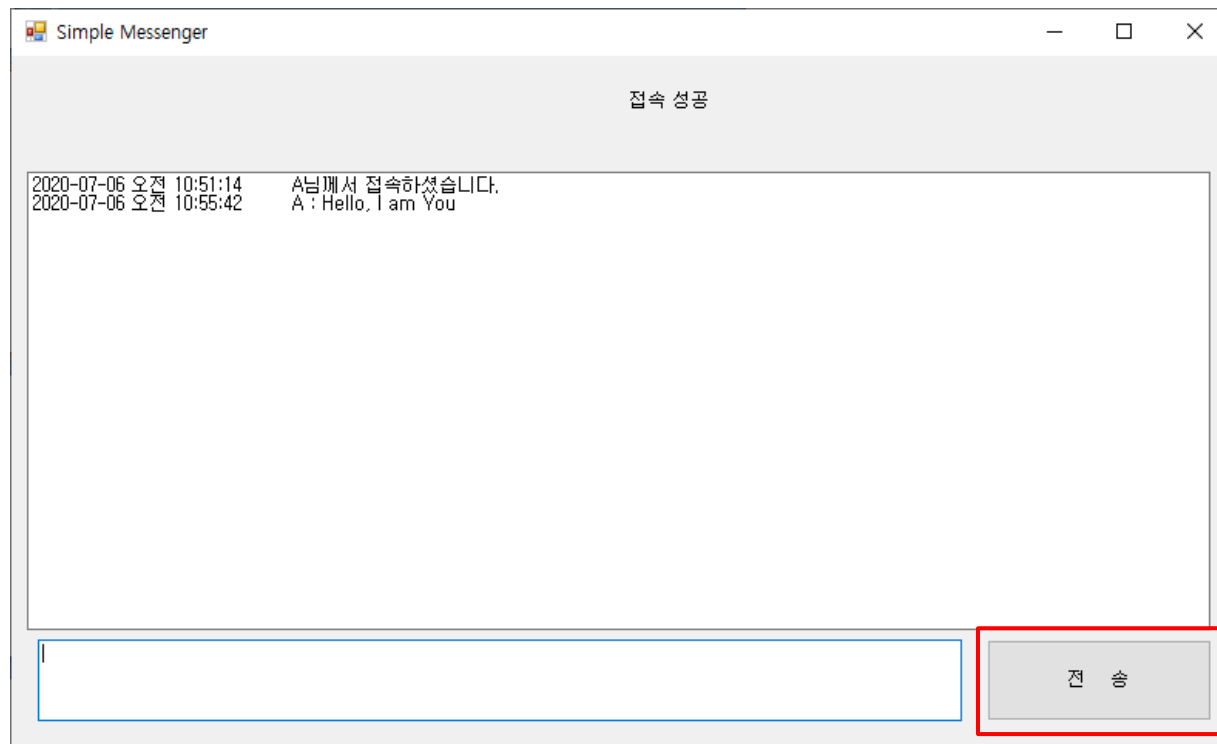 Simple Messenger
접속 성공
2020-07-06 오전 10:51:14 A님께서 접속하셨습니다.
2020-07-06 오전 10:55:42 A : Hello, I am You
전 송